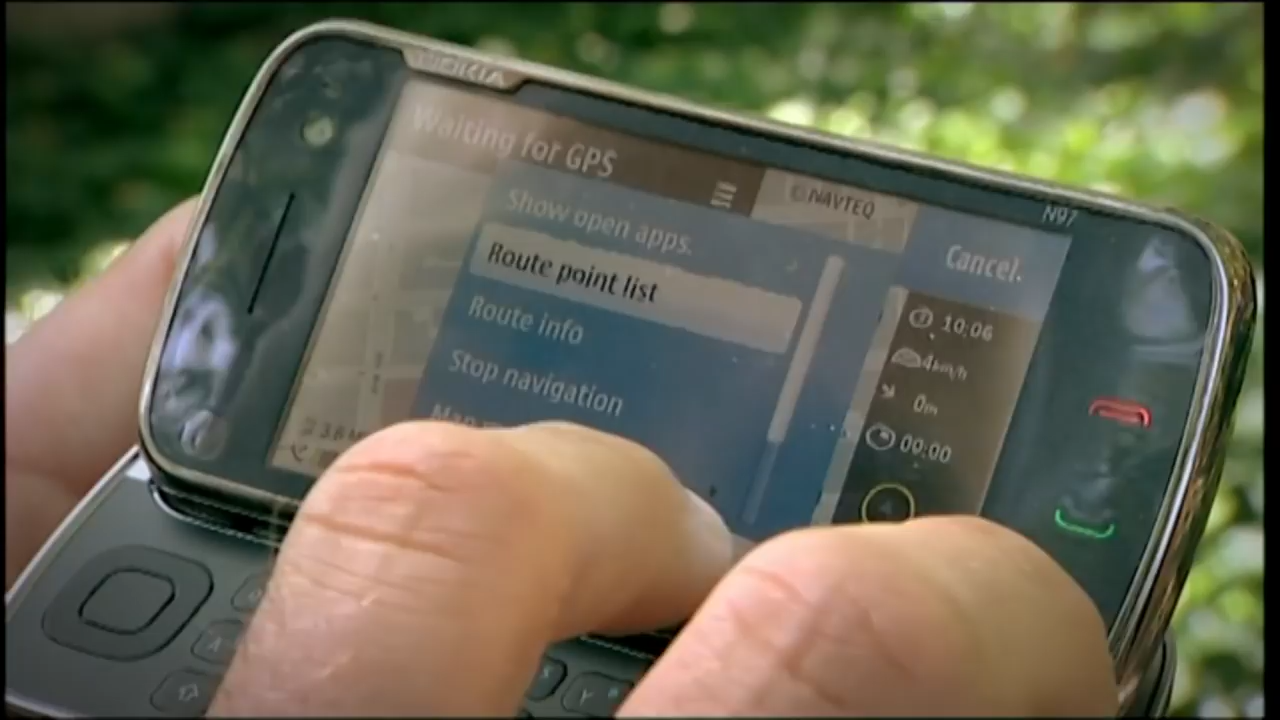 NOKIA
N97
Waiting for GPS
© NAVTEQ
Show open apps.
Cancel.
Route point list
10:06
Route info
4km/h
Stop navigation
0m
00:00
A
Y